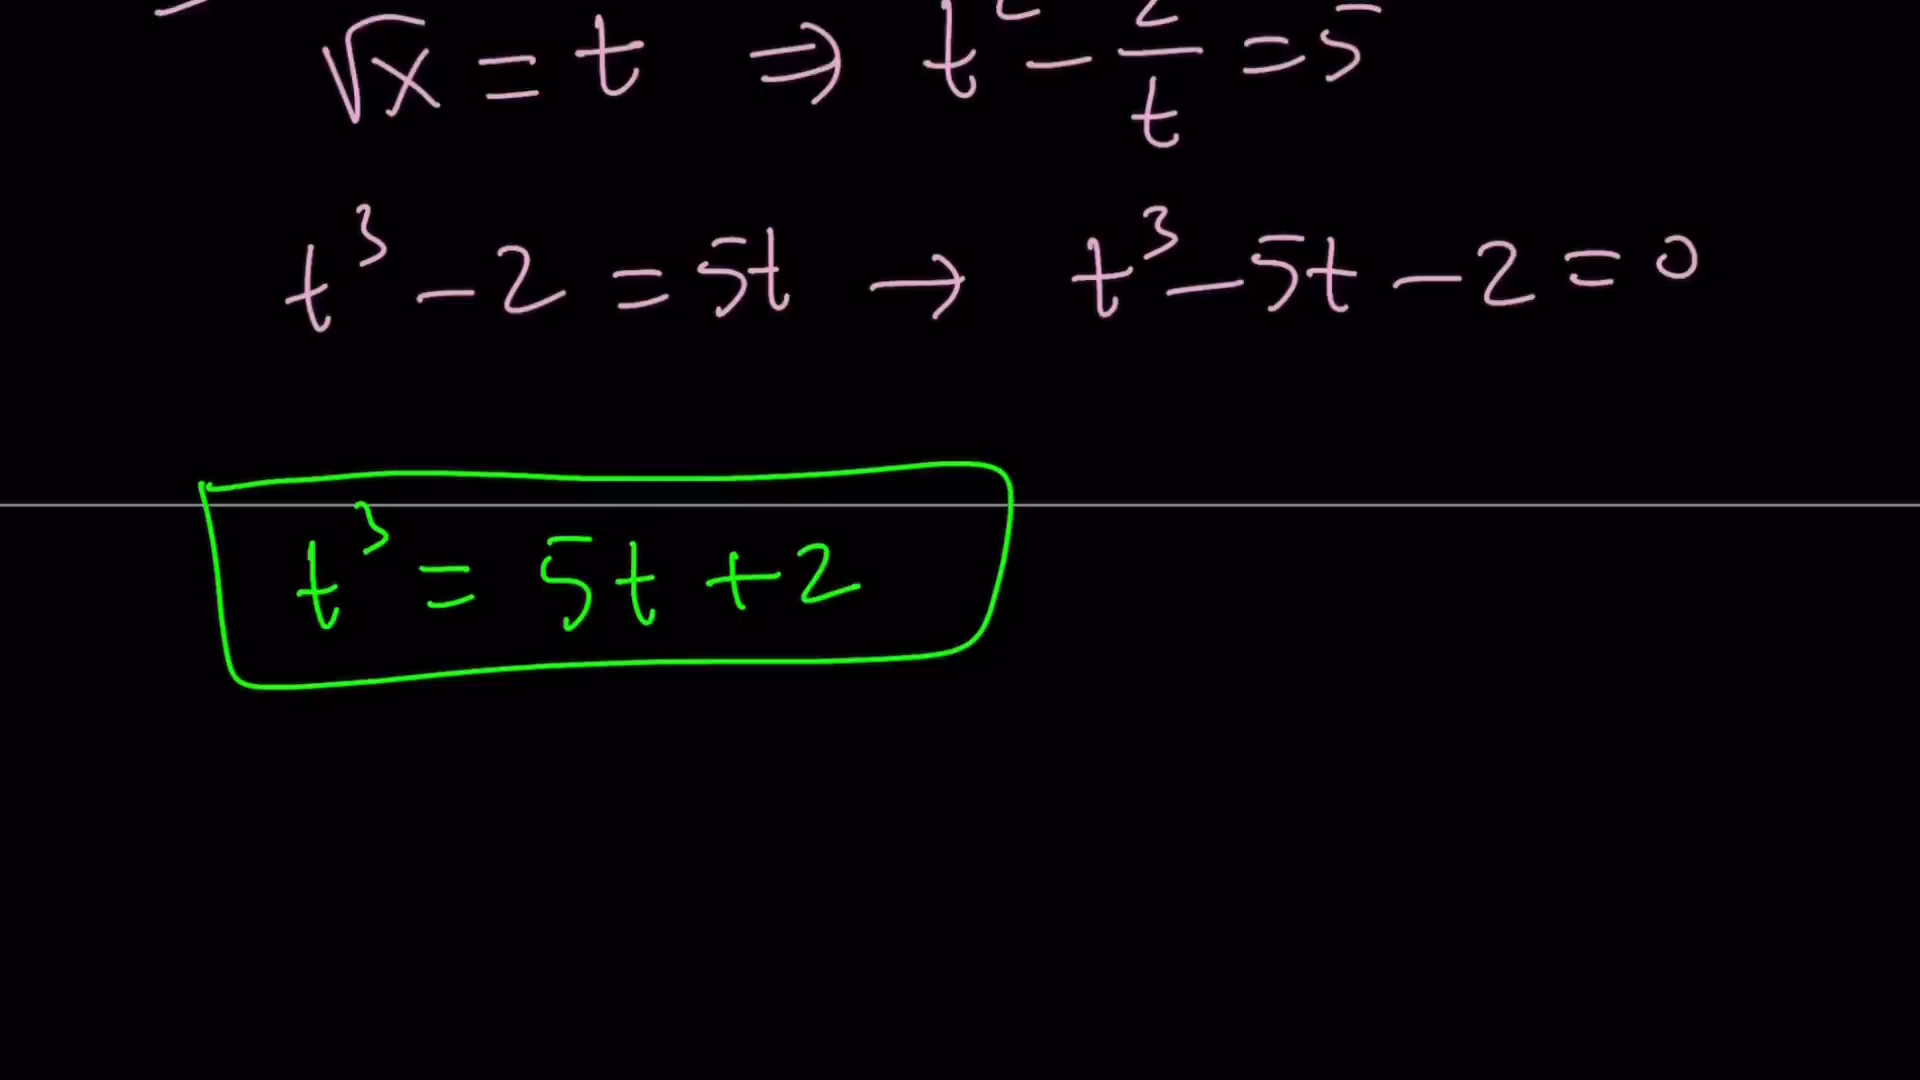 √x = t ⇒ t² - 2/t = 5
t³ - 2 = 5t → t³ - 5t - 2 = 0
t³ = 5t + 2